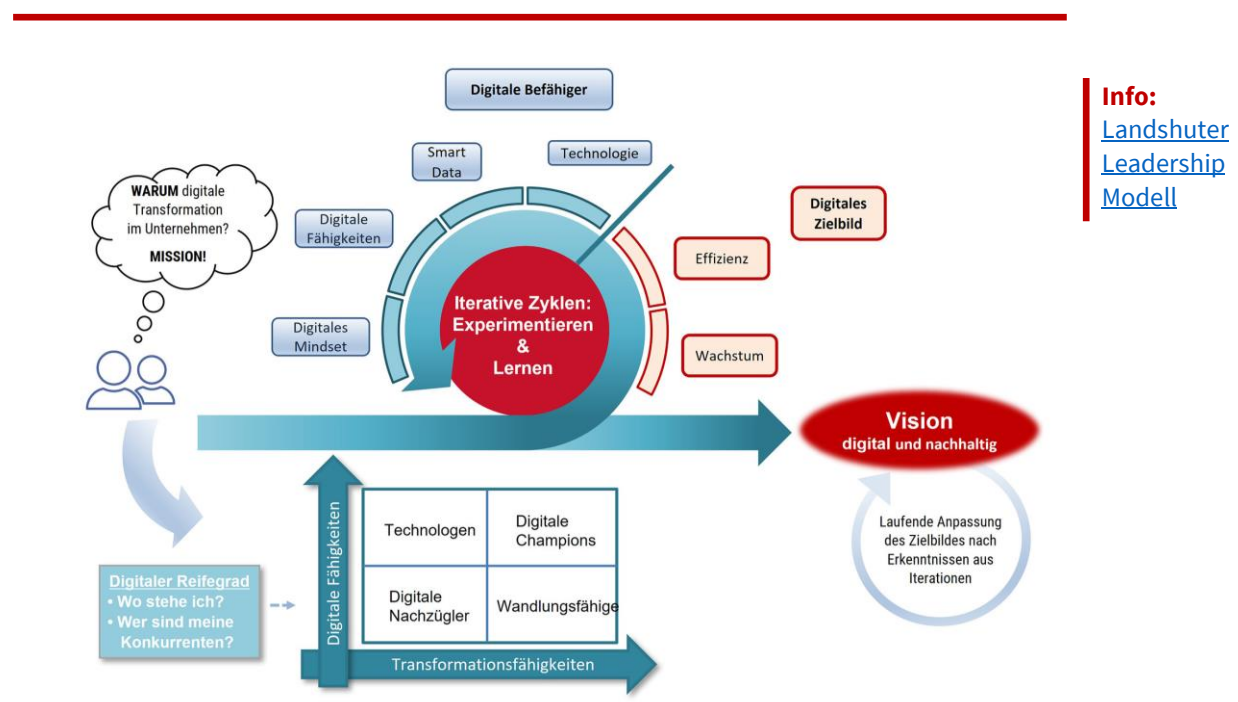 Digitale Befähiger
Info:
Landshuter
Leadership
Modell
Smart
Data
Technologie
WARUM digitale
Transformation
im Unternehmen?
MISSION!
Digitales
Zielbild
Digitale
Fähigkeiten
Effizienz
Iterative Zyklen:
Experimentieren
&
Lernen
Digitales
Mindset
Wachstum
Vision
digital und nachhaltig
Laufende Anpassung
des Zielbildes nach
Erkenntnissen aus
Iterationen
Digitaler Reifegrad
• Wo stehe ich?
• Wer sind meine
Konkurrenten?
Digitale Fähigkeiten
Technologen
Digitale
Champions
Digitale
Nachzügler
Wandlungsfähige
Transformationsfähigkeiten